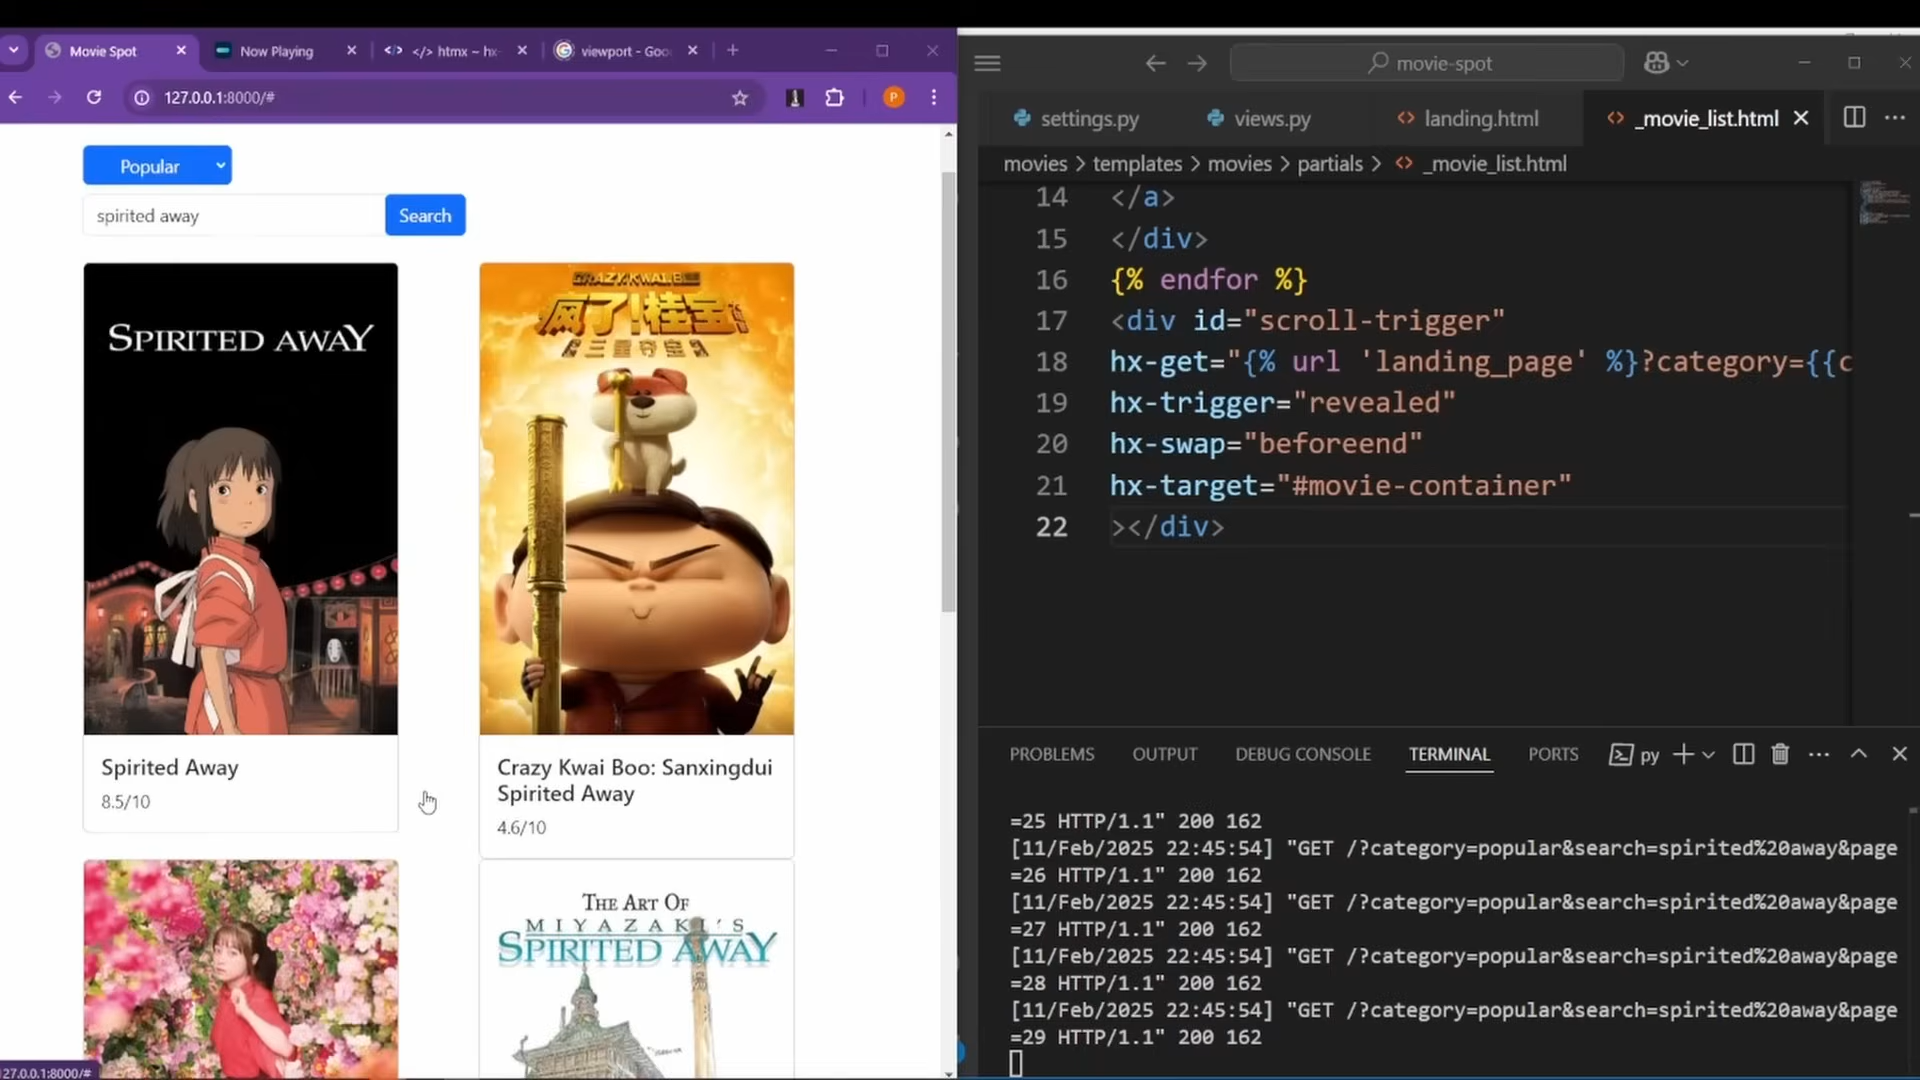 Movie Spot
Now Playing
</> htmx ~ hx-
viewport - Goo
127.0.0.1:8000/#
P
Popular
spirited away
Search
SPIRITED AWAY
Spirited Away
8.5/10
CRAZY KWAI B
疯了!桂宝
Crazy Kwai Boo: Sanxingdui
Spirited Away
4.6/10
THE ART OF
MIYAZAKI'S
SPIRITED AWAY
127.0.0.1:8000/#
movie-spot
settings.py
views.py
landing.html
_movie_list.html
movies > templates > movies > partials > <> _movie_list.html
14 </a>
15 </div>
16 {% endfor %}
17 <div id="scroll-trigger"
18 hx-get="{% url 'landing_page' %}?category={{c
19 hx-trigger="revealed"
20 hx-swap="beforeend"
21 hx-target="#movie-container"
22 ></div>
PROBLEMS OUTPUT DEBUG CONSOLE TERMINAL PORTS py
=25 HTTP/1.1" 200 162
[11/Feb/2025 22:45:54] "GET /?category=popular&search=spirited%20away&page
=26 HTTP/1.1" 200 162
[11/Feb/2025 22:45:54] "GET /?category=popular&search=spirited%20away&page
=27 HTTP/1.1" 200 162
[11/Feb/2025 22:45:54] "GET /?category=popular&search=spirited%20away&page
=28 HTTP/1.1" 200 162
[11/Feb/2025 22:45:54] "GET /?category=popular&search=spirited%20away&page
=29 HTTP/1.1" 200 162